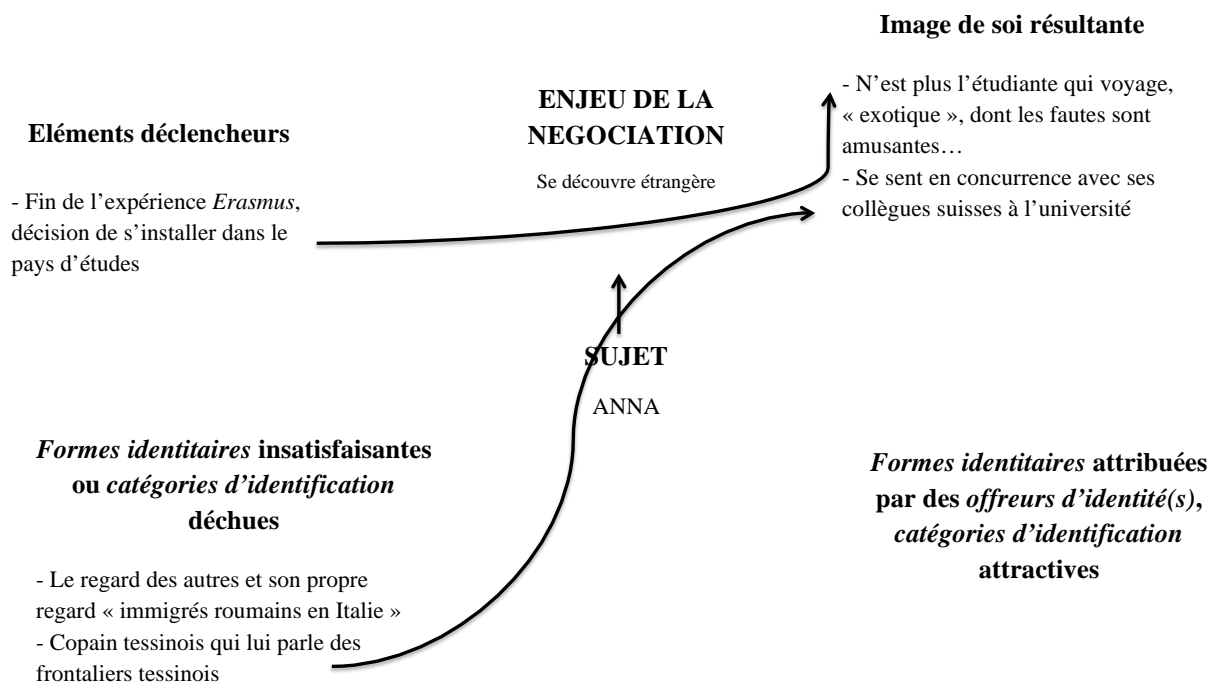 Image de soi résultante
- N’est plus l’étudiante qui voyage,
« exotique », dont les fautes sont
amusantes…
- Se sent en concurrence avec ses
collègues suisses à l’université
ENJEU DE LA
NEGOCIATION
Se découvre étrangère
Eléments déclencheurs
- Fin de l’expérience Erasmus,
décision de s’installer dans le
pays d’études
SUJET
ANNA
Formes identitaires insatisfaisantes
ou catégories d’identification
déchues
- Le regard des autres et son propre
regard « immigrés roumains en Italie »
- Copain tessinois qui lui parle des
frontaliers tessinois
Formes identitaires attribuées
par des offreurs d’identité(s),
catégories d’identification
attractives